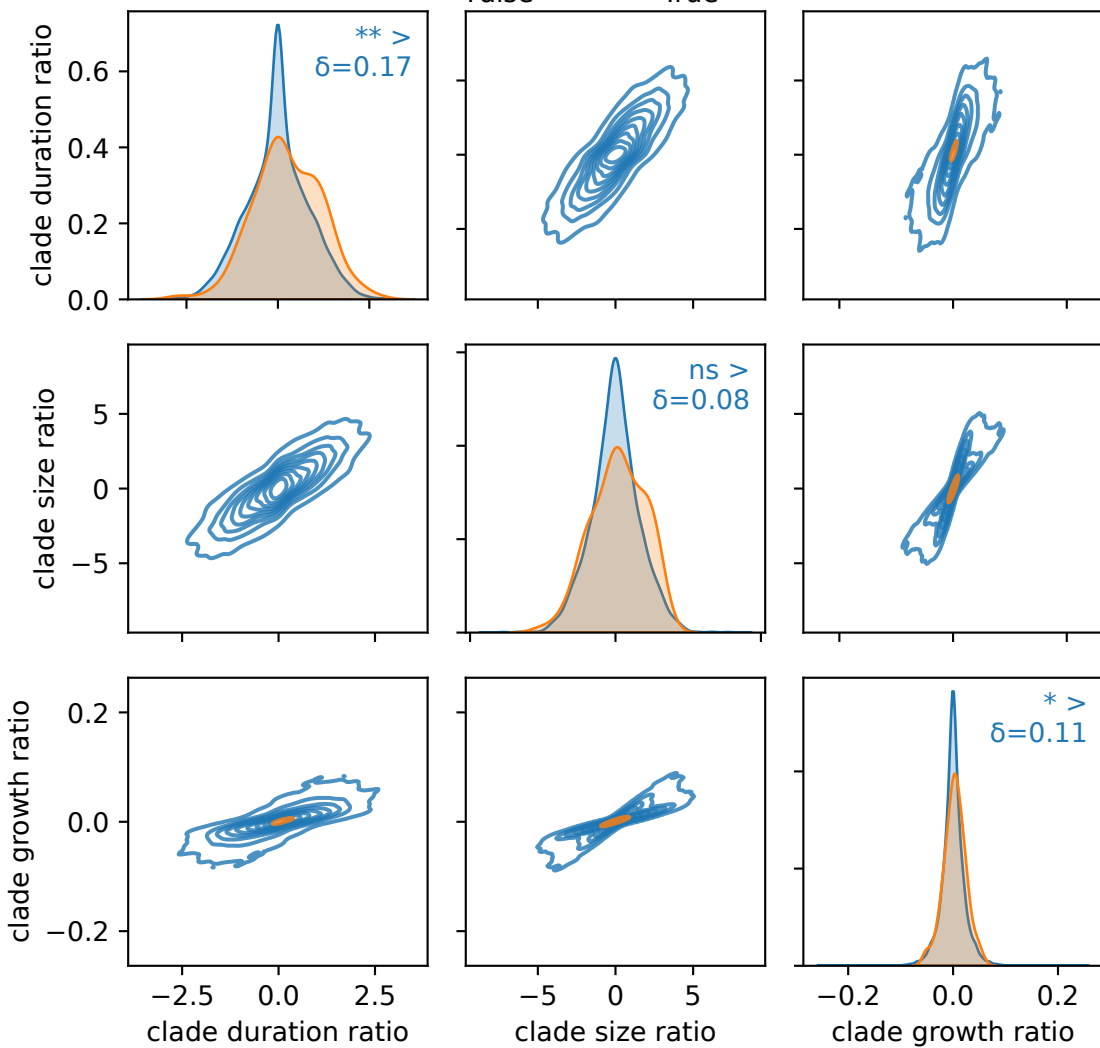 clade duration ratio
0.6
0.4
0.2
0.0
** >
δ=0.17
clade size ratio
5
0
−5
ns >
δ=0.08
clade growth ratio
0.2
0.0
−0.2
* >
δ=0.11
−2.5 0.0 2.5
−5 0 5
−0.2 0.0 0.2
clade duration ratio
clade size ratio
clade growth ratio